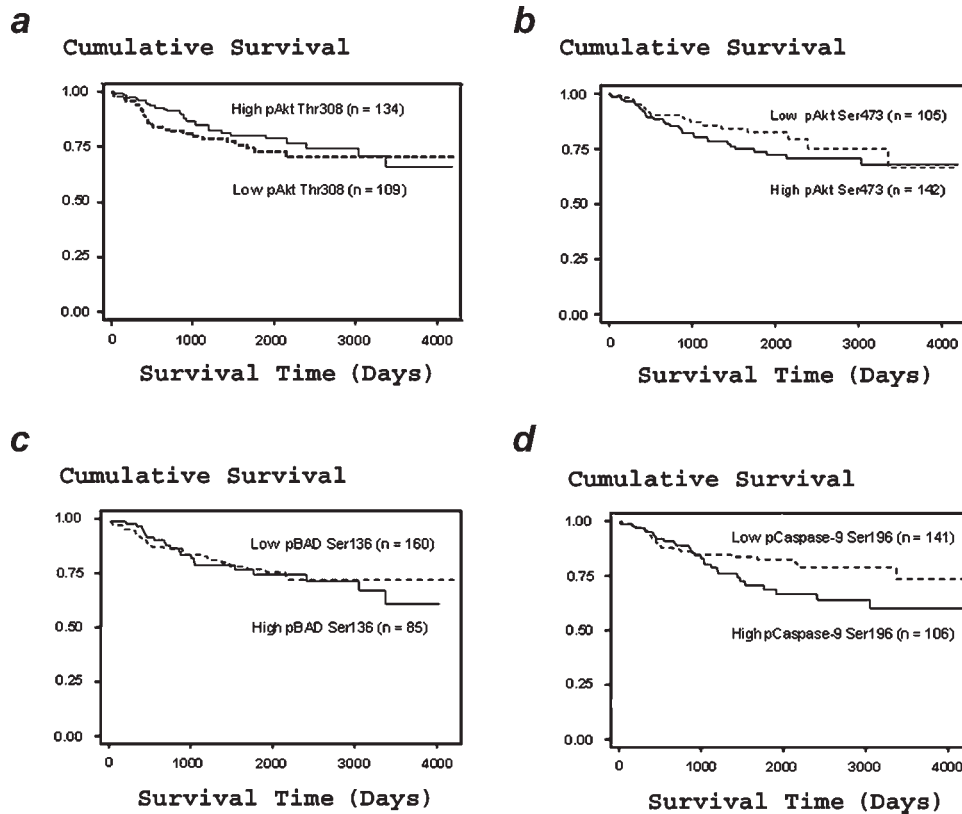 a
Cumulative Survival
1.00
0.75
0.50
0.25
0.00
High pAkt Thr308 (n = 134)
Low pAkt Thr308 (n = 109)
0 1000 2000 3000 4000
Survival Time (Days)
b
Cumulative Survival
1.00
0.75
0.50
0.25
0.00
Low pAkt Ser473 (n = 105)
High pAkt Ser473 (n = 142)
0 1000 2000 3000 4000
Survival Time (Days)
c
Cumulative Survival
1.00
0.75
0.50
0.25
0.00
Low pBAD Ser136 (n = 160)
High pBAD Ser136 (n = 85)
0 1000 2000 3000 4000
Survival Time (Days)
d
Cumulative Survival
1.00
0.75
0.50
0.25
0.00
Low pCaspase-9 Ser196 (n = 141)
High pCaspase-9 Ser196 (n = 106)
0 1000 2000 3000 4000
Survival Time (Days)